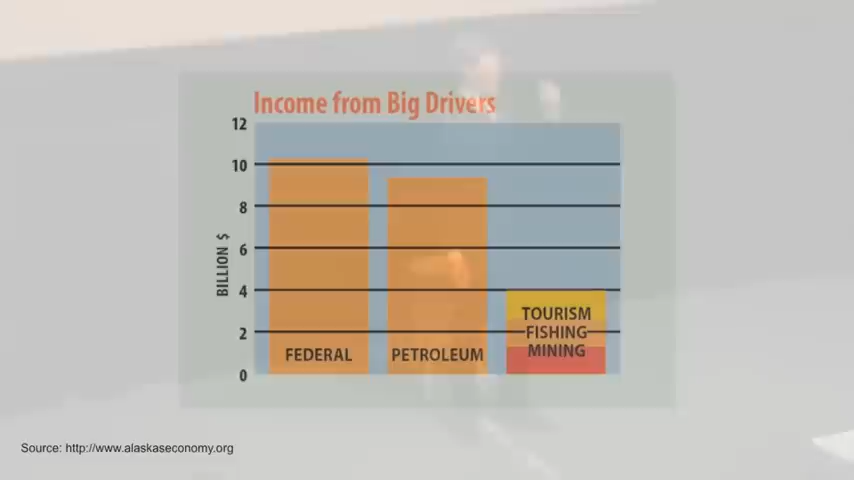 Income from Big Drivers
12
10
8
6
4
2
0
BILLION $
FEDERAL
PETROLEUM
TOURISM
FISHING
MINING
Source: http://www.alaskaseconomy.org